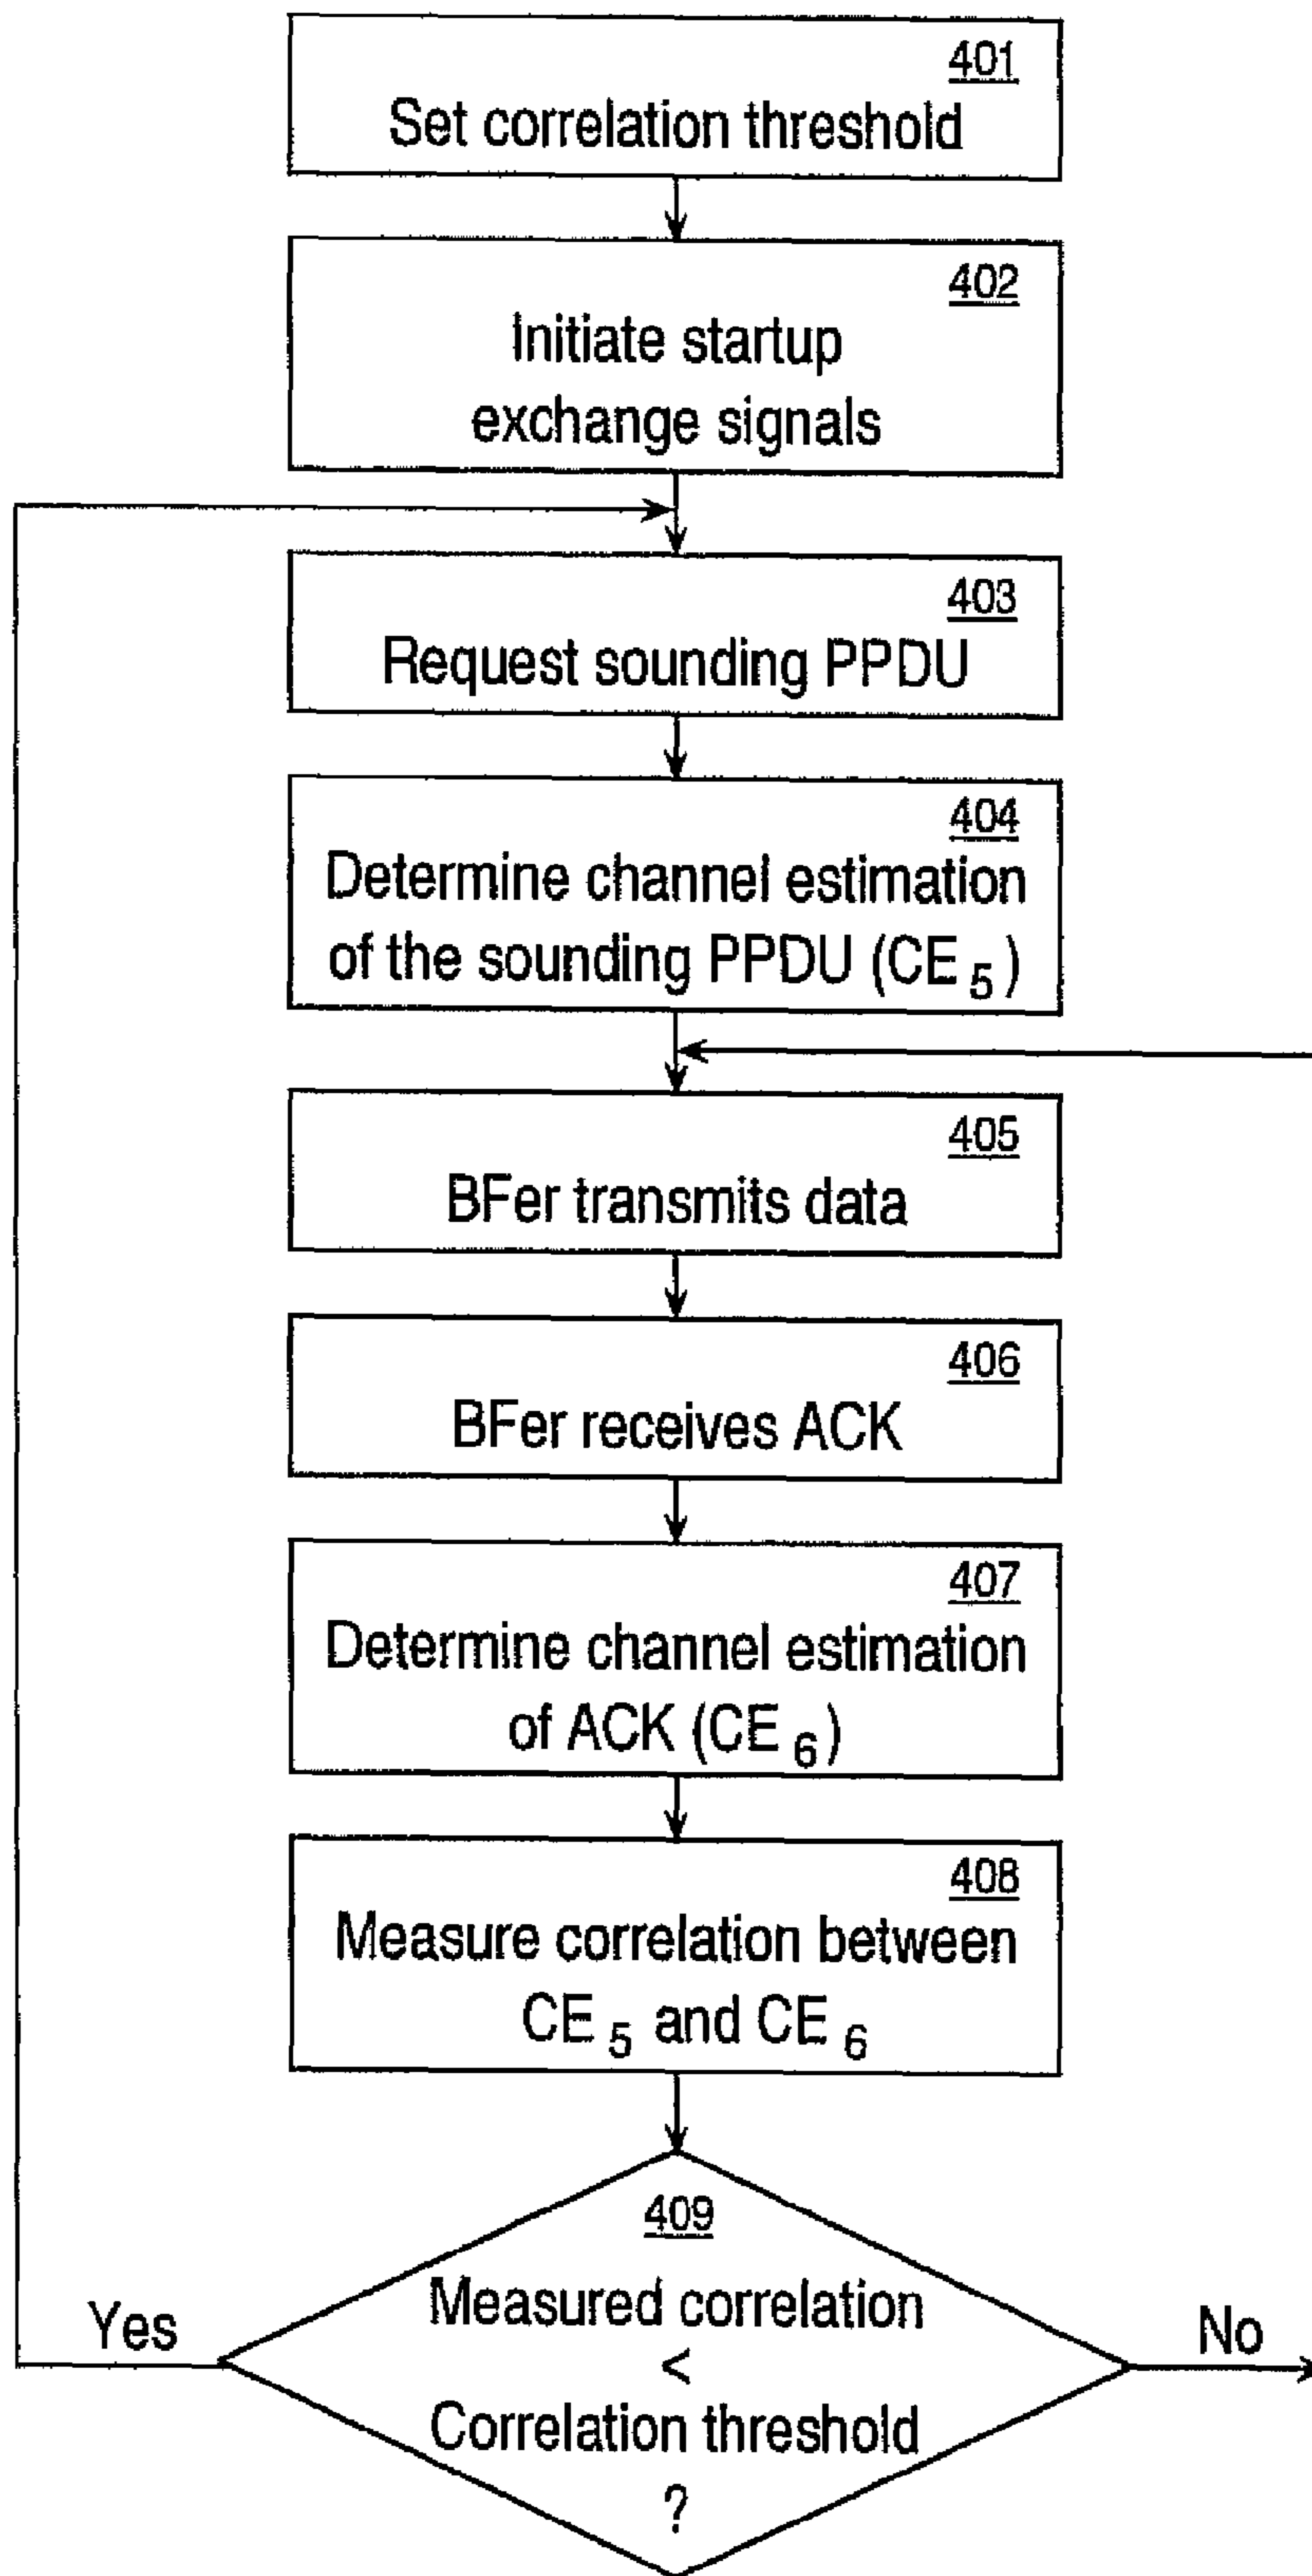 401
Set correlation threshold
402
Initiate startup
exchange signals
403
Request sounding PPDU
404
Determine channel estimation
of the sounding PPDU (CE 5)
405
BFer transmits data
406
BFer receives ACK
407
Determine channel estimation
of ACK (CE 6)
408
Measure correlation between
CE 5 and CE 6
409
Measured correlation
<
Correlation threshold
?
Yes
No